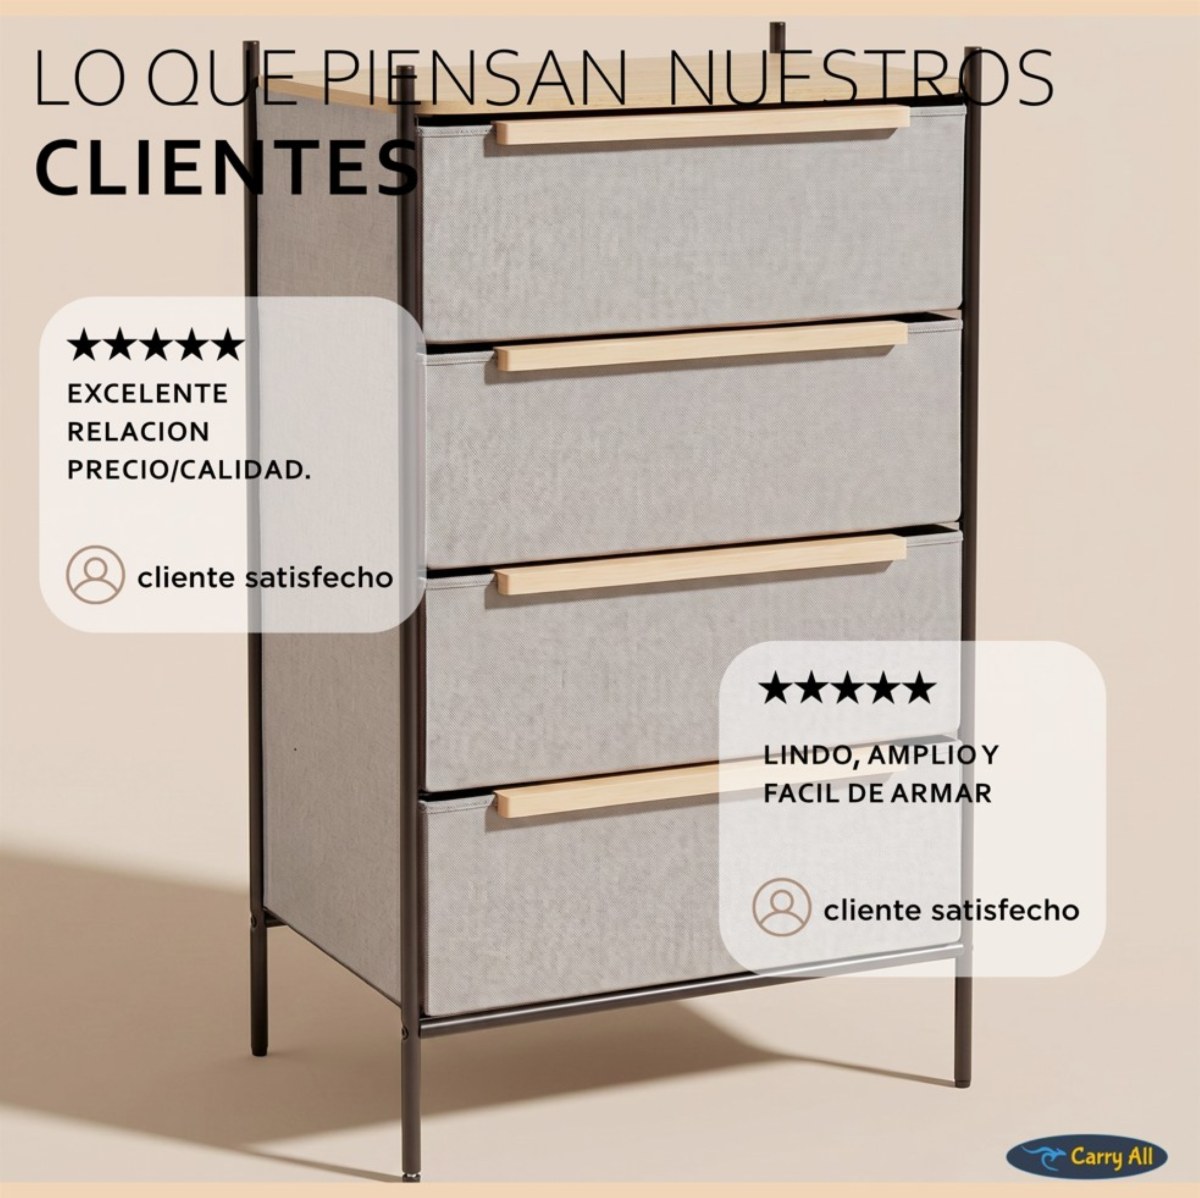 LO QUE PIENSAN NUESTROS
CLIENTES
★★★★★
EXCELENTE
RELACION
PRECIO/CALIDAD.
cliente satisfecho
★★★★★
LINDO, AMPLIO Y
FACIL DE ARMAR
cliente satisfecho
Carry All